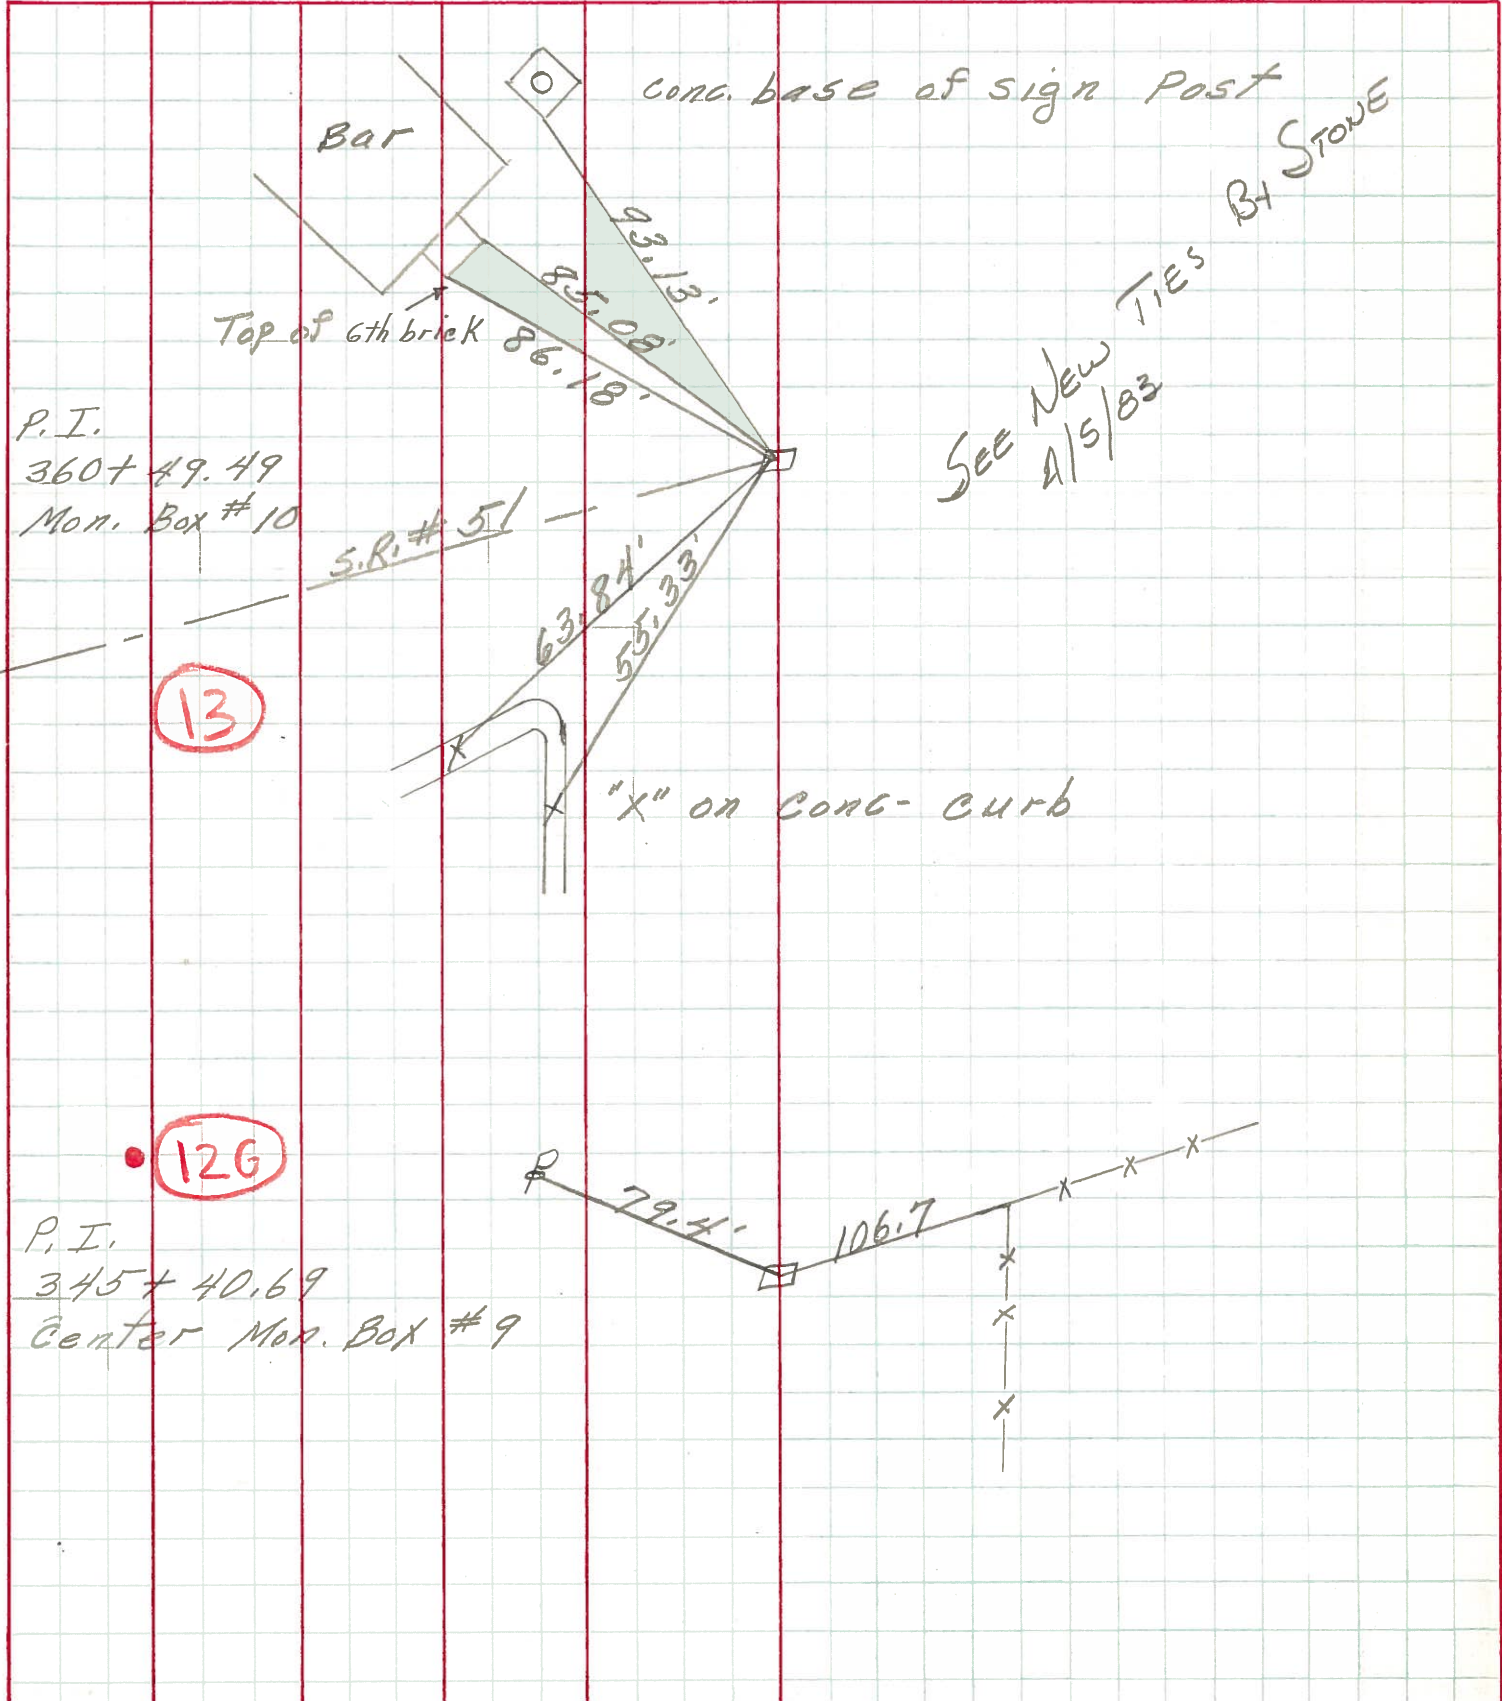 conc. base of sign Post
Bar
93.13'
85.08'
Top of 6th brick
86.18'
SEE NEW TIES BY STONE
4/5/83
P.I.
360+49.49
Mon. Box #10
S.R. #51
63.84'
55.33'
13
"X" on conc- curb
12G
P
79.4'
106.7
P.I.
345+40.69
Center Mon. Box #9